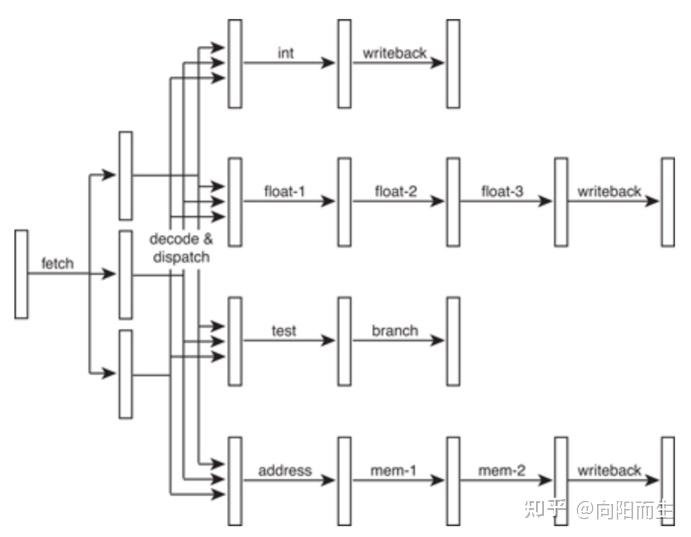 int
writeback
float-1
float-2
float-3
writeback
decode &
dispatch
fetch
test
branch
address
mem-1
mem-2
writeback
知乎 @向阳而生